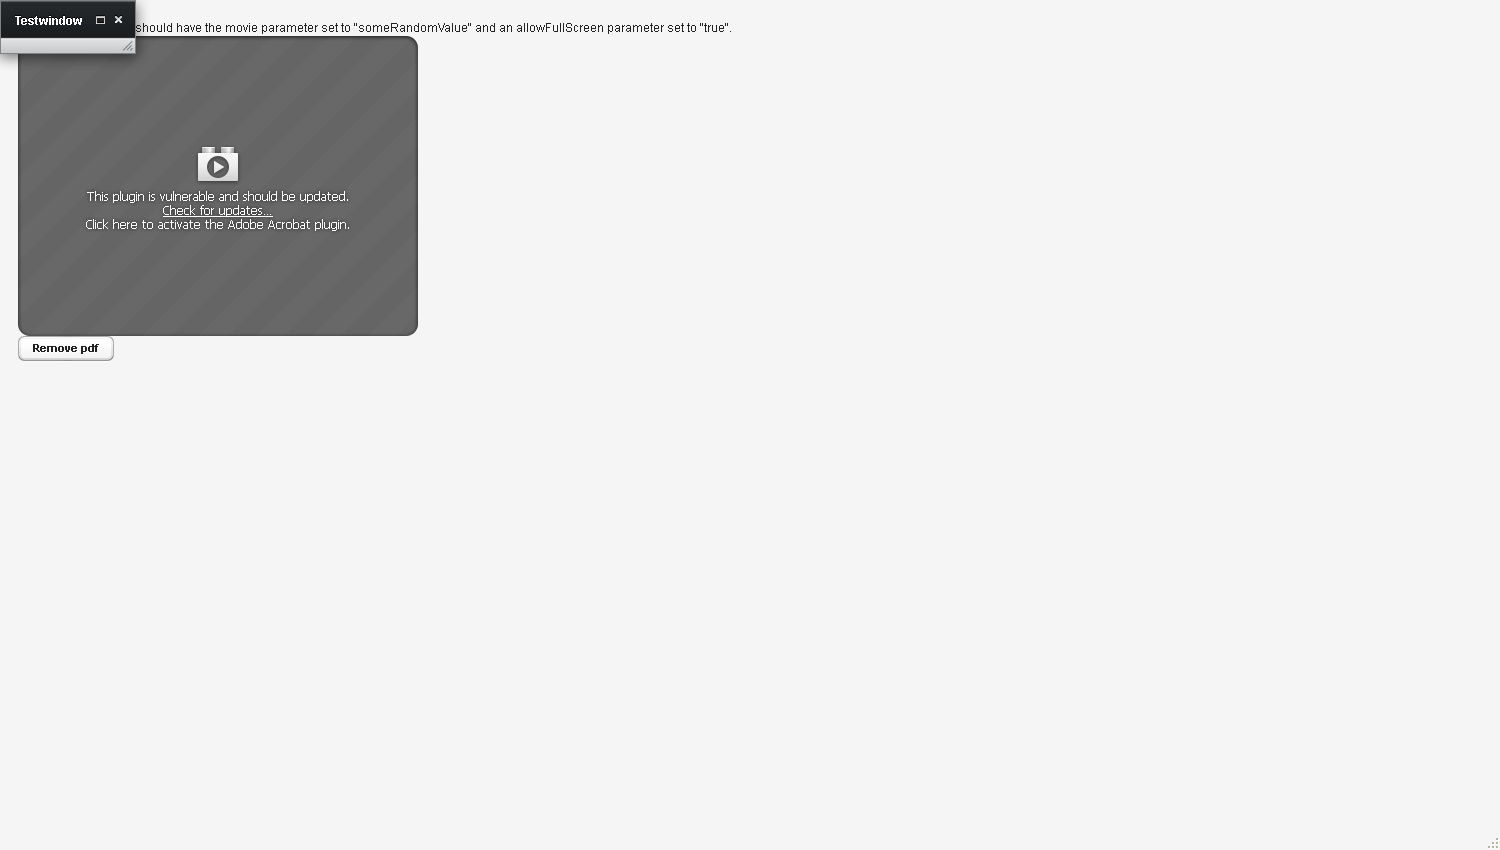 Testwindow
should have the movie parameter set to "someRandomValue" and an allowFullScreen parameter set to "true".
This plugin is vulnerable and should be updated.
Check for updates...
Click here to activate the Adobe Acrobat plugin.
Remove pdf